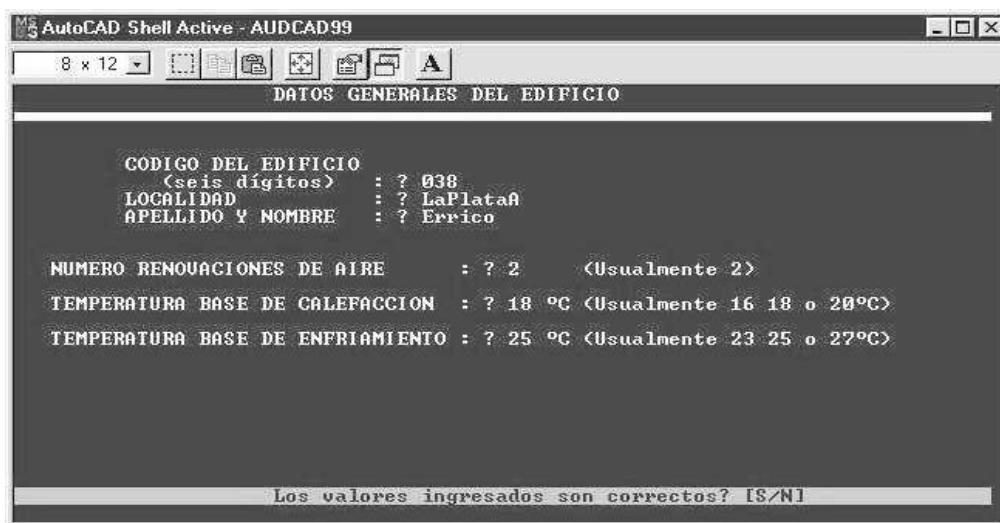 AutoCAD Shell Active - AUDCAD99
8 x 12
A
DATOS GENERALES DEL EDIFICIO
CODIGO DEL EDIFICIO
(seis dígitos) : ? 038
LOCALIDAD : ? LaPlataA
APELLIDO Y NOMBRE : ? Errico
NUMERO RENOVACIONES DE AIRE : ? 2 (Usualmente 2)
TEMPERATURA BASE DE CALEFACCION : ? 18 ºC (Usualmente 16 18 o 20ºC)
TEMPERATURA BASE DE ENFRIAMIENTO : ? 25 ºC (Usualmente 23 25 o 27ºC)
Los valores ingresados son correctos? [S/N]